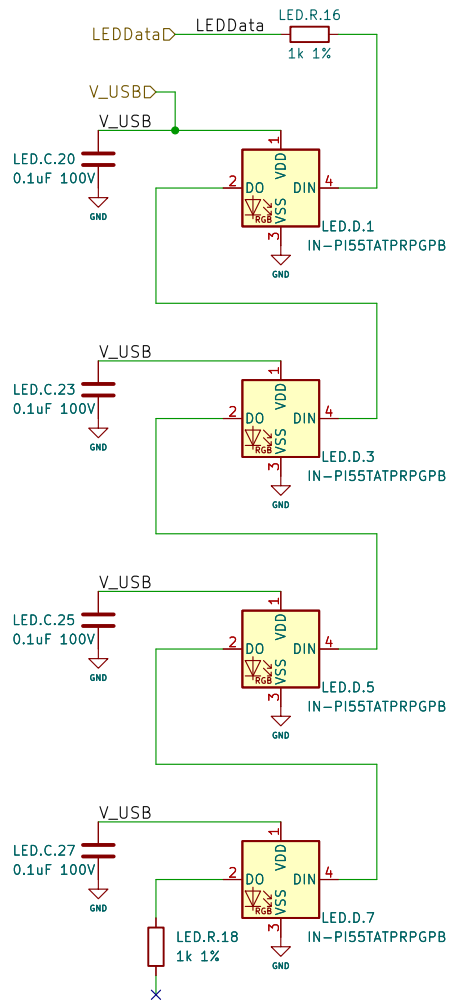 LED.R.16
LEDData LEDData
1k 1%
V_USB
V_USB
1
VDD
LED.C.20
0.1uF 100V
2 DO DIN 4
RGB
VSS
GND
3
LED.D.1
IN-PI55TATPRPGPB
GND
V_USB
1
VDD
LED.C.23
0.1uF 100V
2 DO DIN 4
RGB
VSS
GND
3
LED.D.3
IN-PI55TATPRPGPB
GND
V_USB
1
VDD
LED.C.25
0.1uF 100V
2 DO DIN 4
RGB
VSS
GND
3
LED.D.5
IN-PI55TATPRPGPB
GND
V_USB
1
VDD
LED.C.27
0.1uF 100V
2 DO DIN 4
RGB
VSS
GND
3
LED.D.7
IN-PI55TATPRPGPB
LED.R.18
1k 1%
GND